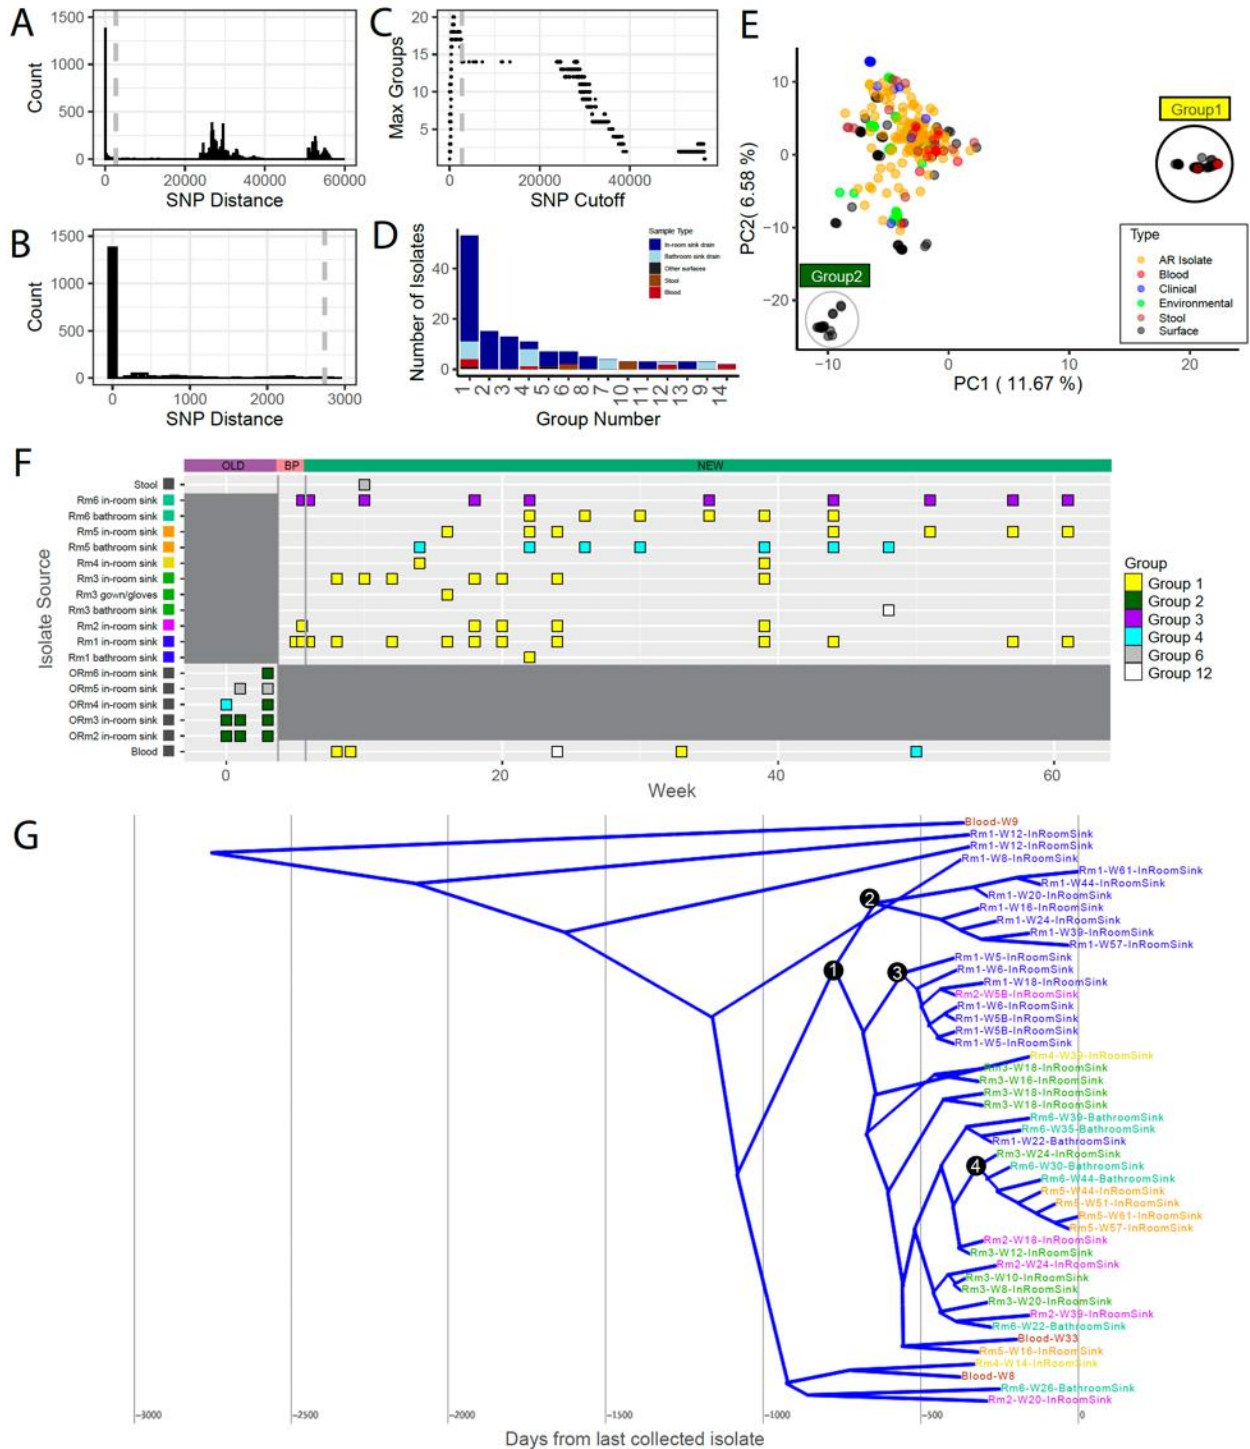 A
1500
1000
500
0
Count
0
20000
40000
60000
SNP Distance
B
1500
1000
500
0
Count
0
1000
2000
3000
SNP Distance
C
20
15
10
5
Max Groups
0
20000
40000
SNP Cutoff
D
40
20
0
Number of Isolates
Sample Type
In-room sink drain
Bathroom sink drain
Other surfaces
Stool
Blood
1
2
3
4
5
6
8
7
10
11
12
13
9
14
Group Number
E
10
0
−10
−20
PC2( 6.58 %)
Group1
Group2
Type
AR Isolate
Blood
Clinical
Environmental
Stool
Surface
−10
0
10
20
PC1 ( 11.67 %)
F
OLD
BP
NEW
Isolate Source
Stool
Rm6 in-room sink
Rm6 bathroom sink
Rm5 in-room sink
Rm5 bathroom sink
Rm4 in-room sink
Rm3 in-room sink
Rm3 gown/gloves
Rm3 bathroom sink
Rm2 in-room sink
Rm1 in-room sink
Rm1 bathroom sink
ORm6 in-room sink
ORm5 in-room sink
ORm4 in-room sink
ORm3 in-room sink
ORm2 in-room sink
Blood
0
20
40
60
Week
Group
Group 1
Group 2
Group 3
Group 4
Group 6
Group 12
G
Blood-W9
Rm1-W12-InRoomSink
Rm1-W12-InRoomSink
Rm1-W8-InRoomSink
Rm1-W61-InRoomSink
Rm1-W44-InRoomSink
2
Rm1-W20-InRoomSink
Rm1-W16-InRoomSink
Rm1-W24-InRoomSink
Rm1-W39-InRoomSink
Rm1-W57-InRoomSink
Rm1-W5-InRoomSink
1
3
Rm1-W6-InRoomSink
Rm1-W18-InRoomSink
Rm2-W5B-InRoomSink
Rm1-W6-InRoomSink
Rm1-W5B-InRoomSink
Rm1-W5B-InRoomSink
Rm1-W5-InRoomSink
Rm4-W39-InRoomSink
Rm3-W18-InRoomSink
Rm3-W16-InRoomSink
Rm3-W18-InRoomSink
Rm3-W18-InRoomSink
Rm6-W39-BathroomSink
Rm6-W35-BathroomSink
Rm1-W22-BathroomSink
Rm3-W24-InRoomSink
4
Rm6-W30-BathroomSink
Rm6-W44-BathroomSink
Rm5-W44-InRoomSink
Rm5-W51-InRoomSink
Rm5-W61-InRoomSink
Rm5-W57-InRoomSink
Rm2-W18-InRoomSink
Rm3-W12-InRoomSink
Rm2-W24-InRoomSink
Rm3-W10-InRoomSink
Rm3-W8-InRoomSink
Rm3-W20-InRoomSink
Rm2-W39-InRoomSink
Rm6-W22-BathroomSink
Blood-W33
Rm5-W16-InRoomSink
Rm4-W14-InRoomSink
Blood-W8
Rm6-W26-BathroomSink
Rm2-W20-InRoomSink
-3000
-2500
-2000
-1000
-500
0
Days from last collected isolate